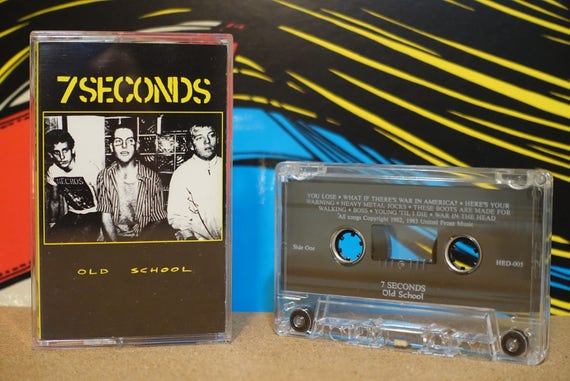 7SECONDS
OLD SCHOOL
YOU LOSE • WHAT IF THERE'S WAR IN AMERICA? • HERE'S YOUR
WARNING • HEAVY METAL JOCKS • THESE BOOTS ARE MADE FOR
WALKING • BOSS • YOUNG 'TIL I DIE • WAR IN THE HEAD
All songs Copyright 1982, 1983 United Front Music
Side One
HED-005
7 SECONDS
Old School